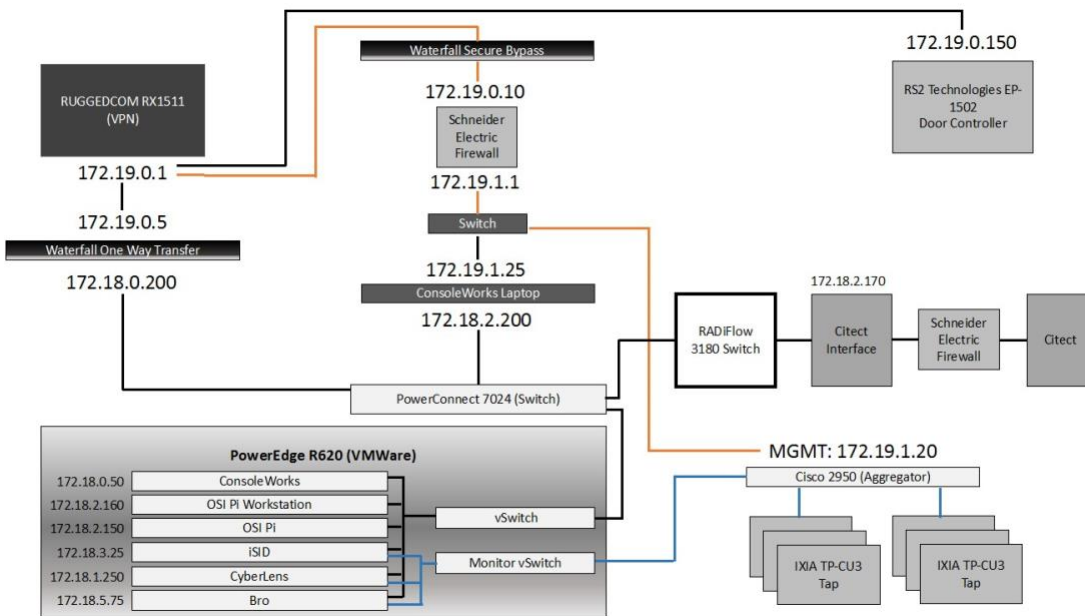 Waterfall Secure Bypass
172.19.0.150
RUGGEDCOM RX1511
(VPN)
172.19.0.10
RS2 Technologies EP-
1502
Door Controller
Schneider
Electric
Firewall
172.19.0.1
172.19.1.1
172.19.0.5
Switch
Waterfall One Way Transfer
172.19.1.25
172.18.0.200
ConsoleWorks Laptop
172.18.2.170
172.18.2.200
RADiFlow
3180 Switch
Citect
Interface
Schneider
Electric
Firewall
Citect
PowerConnect 7024 (Switch)
PowerEdge R620 (VMWare)
MGMT: 172.19.1.20
172.18.0.50 ConsoleWorks
Cisco 2950 (Aggregator)
172.18.2.160 OSI Pi Workstation
172.18.2.150 OSI Pi
vSwitch
172.18.3.25 iSID
Monitor vSwitch
172.18.1.250 CyberLens
172.18.5.75 Bro
IXIA TP-CU3
Tap
IXIA TP-CU3
Tap